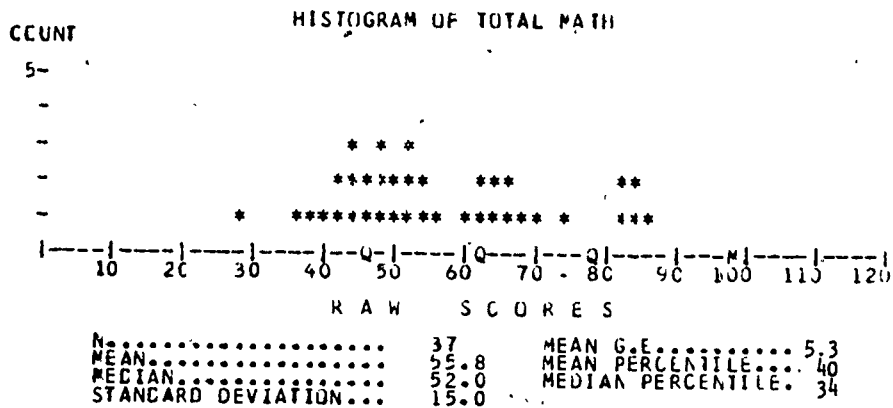 HISTOGRAM OF TOTAL MATH
COUNT
5-
-
- * * *
- * * * * * * * * * * * *
- * * * * * * * * * * * * * * * * * * * * * *
|----|----|----|----|--Q-|----|Q---|----|Q---|----|--M-|----|----|
10 20 30 40 50 60 70 80 90 100 110 120
R A W S C O R E S
N..................... 37 MEAN G.E.......... 5.3
MEAN.................. 55.8 MEAN PERCENTILE... 40
MEDIAN................ 52.0 MEDIAN PERCENTILE. 34
STANDARD DEVIATION... 15.0